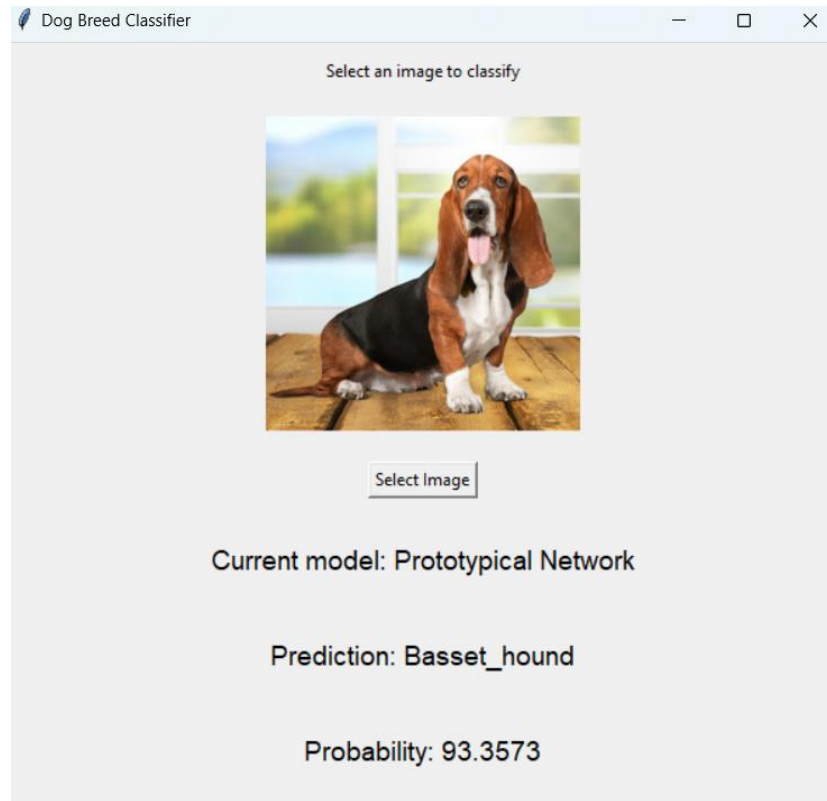 Dog Breed Classifier
Select an image to classify
Select Image
Current model: Prototypical Network
Prediction: Basset_hound
Probability: 93.3573